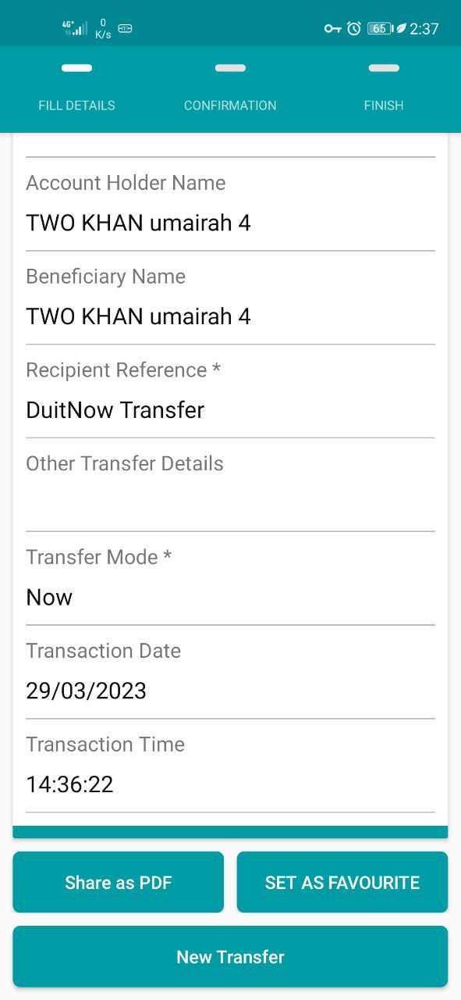 4G+ 0 K/s 65 2:37
FILL DETAILS CONFIRMATION FINISH
Account Holder Name
TWO KHAN umairah 4
Beneficiary Name
TWO KHAN umairah 4
Recipient Reference *
DuitNow Transfer
Other Transfer Details
Transfer Mode *
Now
Transaction Date
29/03/2023
Transaction Time
14:36:22
Share as PDF SET AS FAVOURITE
New Transfer